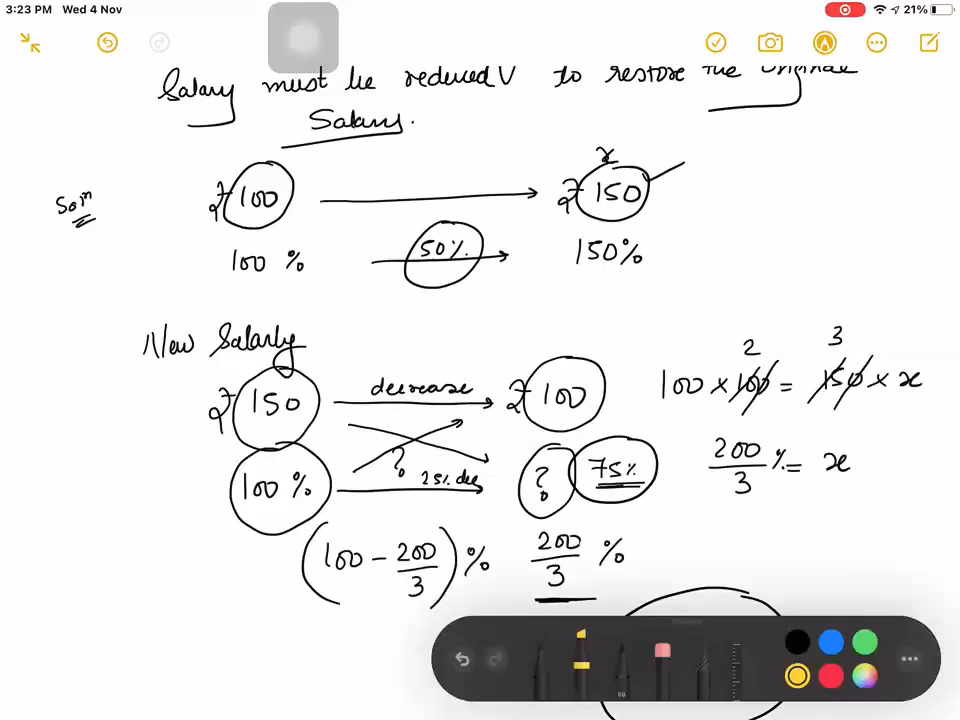 3:23 PM Wed 4 Nov 21%
Salary must be reduced to restore the original
Salary.
Soln ₹ 100 ₹ 150 x
100 % 50% 150%
New Salarly
₹ 150 decrease ₹ 100 100 × 100 2 = 150 3 × x
100 % ? 25% dec ? 75% 200/3 % = x
(100 - 200/3) % 200/3 %